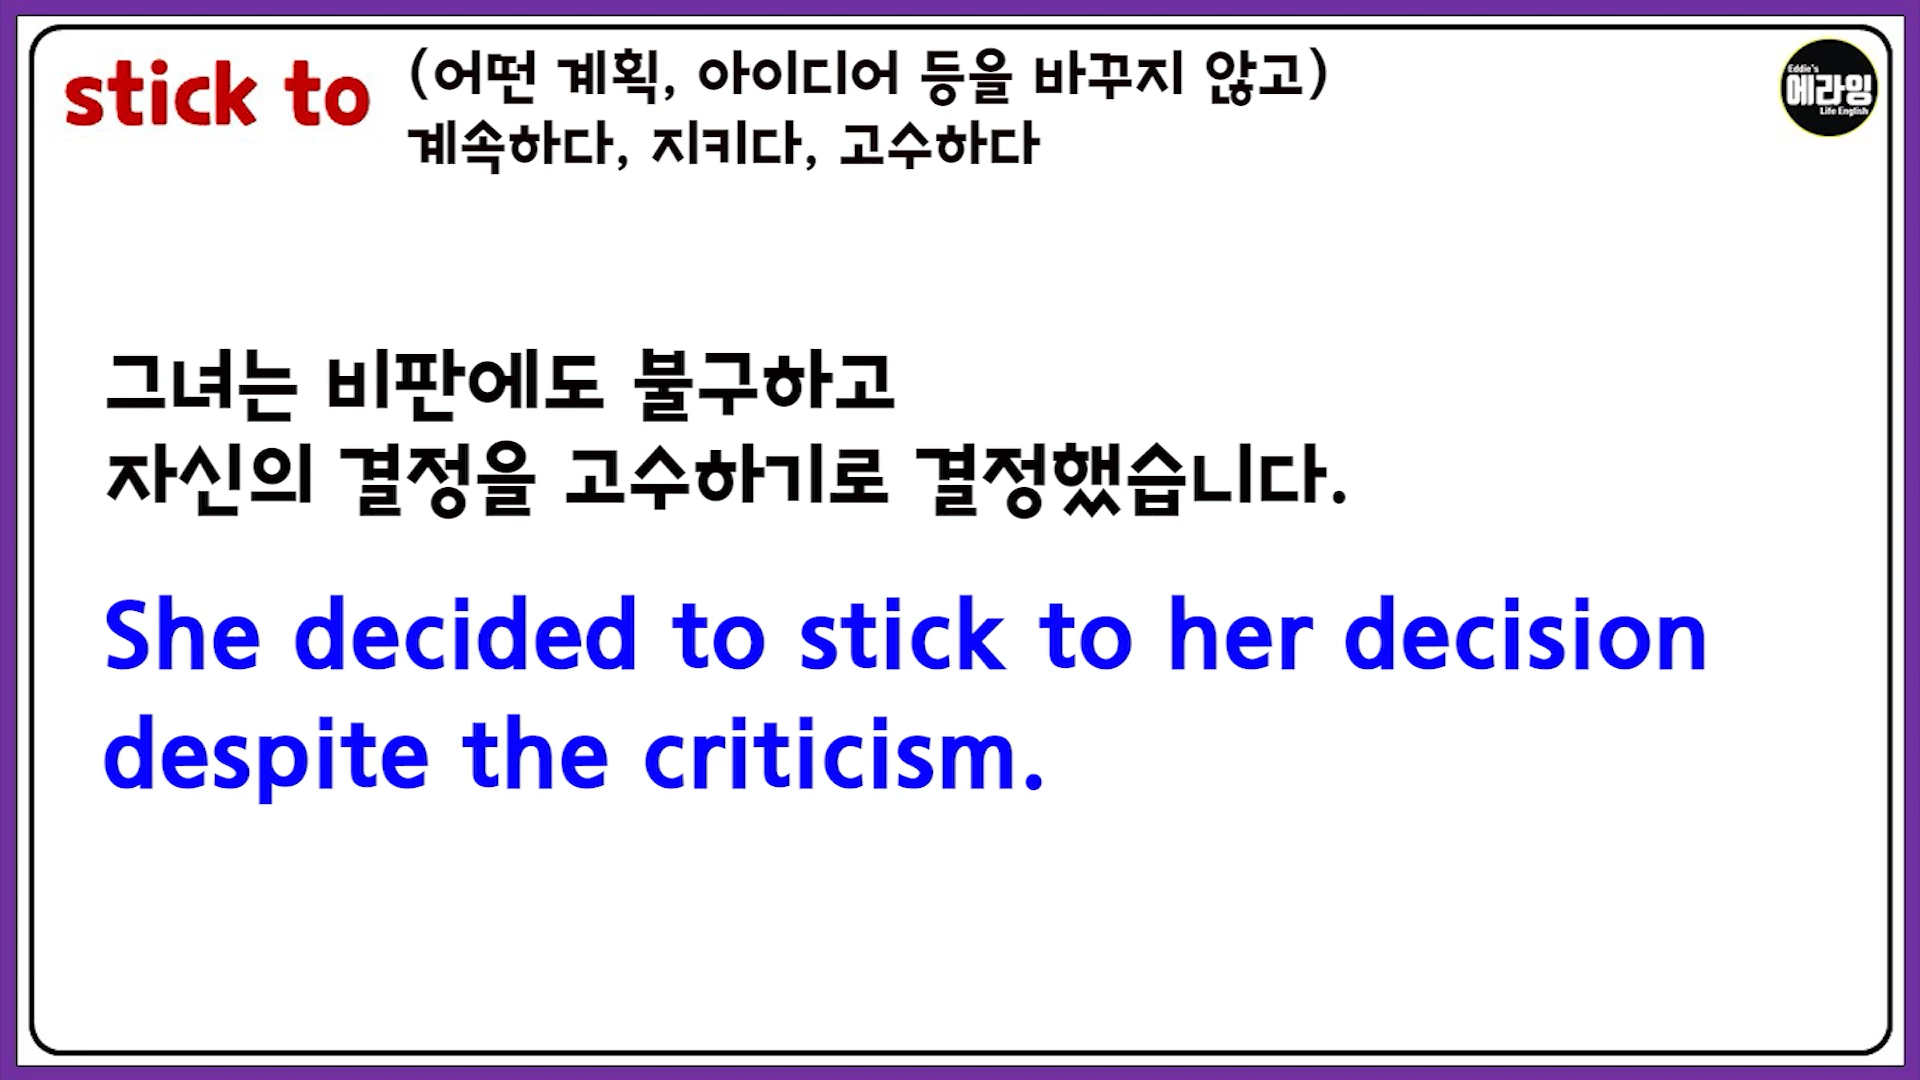 stick to
(어떤 계획, 아이디어 등을 바꾸지 않고)
계속하다, 지키다, 고수하다
Eddie's
에라잉
Life English
그녀는 비판에도 불구하고
자신의 결정을 고수하기로 결정했습니다.
She decided to stick to her decision
despite the criticism.